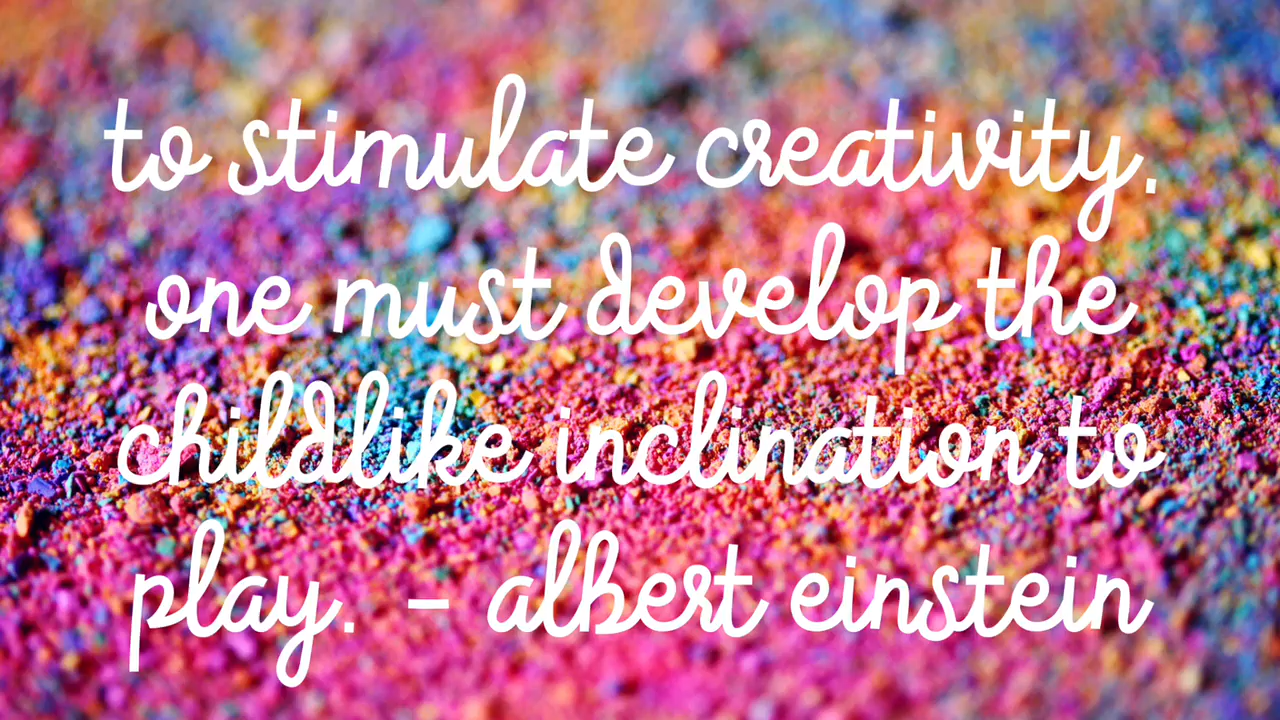 to stimulate creativity.
one must develop the
childlike inclination to
play. - albert einstein